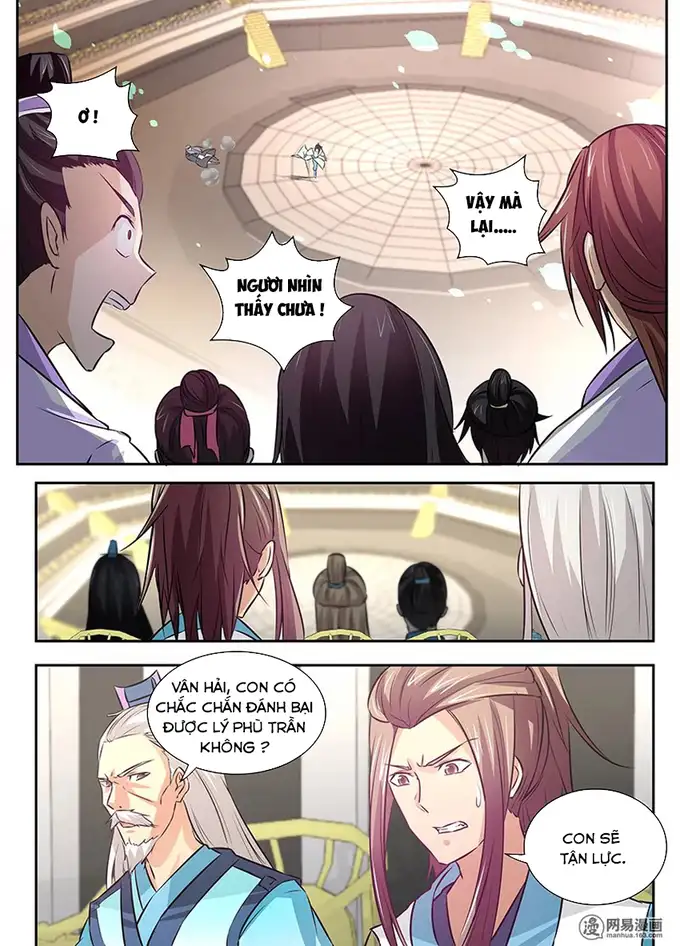 Ơ !
VẬY MÀ
LẠI.....
NGƯƠI NHÌN
THẤY CHƯA !
VÂN HẢI, CON CÓ
CHẮC CHẮN ĐÁNH BẠI
ĐƯỢC LÝ PHÙ TRẦN
KHÔNG ?
CON SẼ
TẬN LỰC.
网易漫画
manhua.163.com